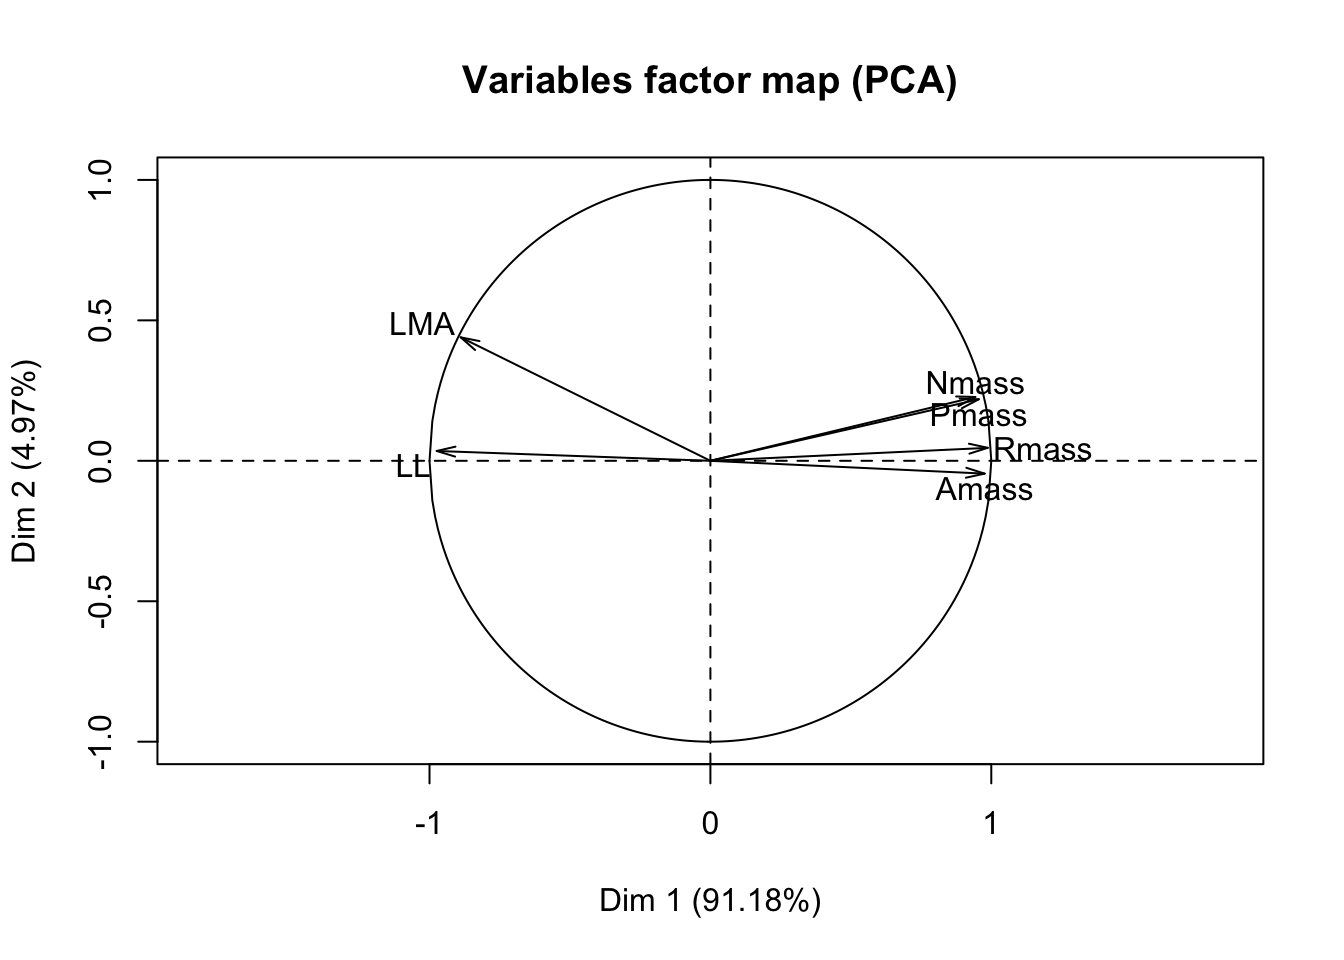 Variables factor map (PCA)
1.0
0.5
0.0
-0.5
-1.0
Dim 2 (4.97%)
LMA
LL
Nmass
Pmass
Rmass
Amass
-1
0
1
Dim 1 (91.18%)